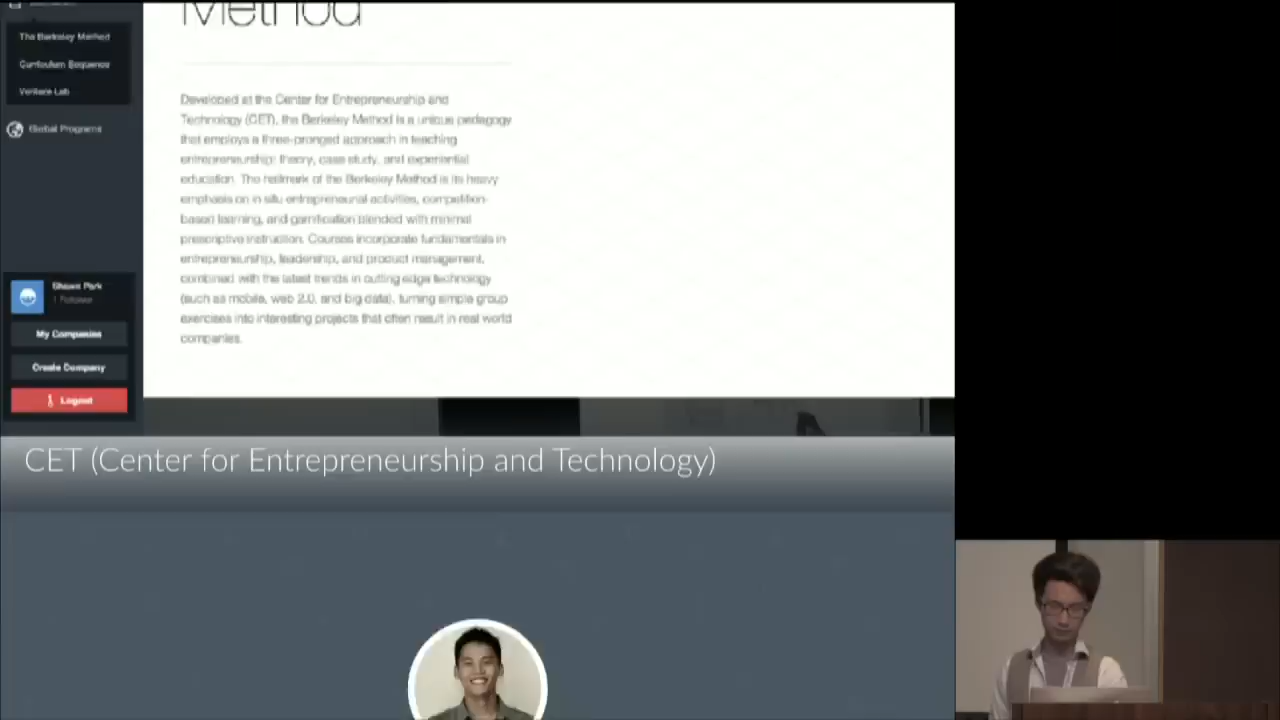 Method
The Berkeley Method
Curriculum Sequence
Venture Lab
Global Programs
Developed at the Center for Entrepreneurship and
Technology (CET), the Berkeley Method is a unique pedagogy
that employs a three-pronged approach in teaching
entrepreneurship: theory, case study, and experiential
education. The hallmark of the Berkeley Method is its heavy
emphasis on in situ entrepreneurial activities, competition-
based learning, and gamification blended with minimal
prescriptive instruction. Courses incorporate fundamentals in
entrepreneurship, leadership, and product management,
combined with the latest trends in cutting edge technology
(such as mobile, web 2.0, and big data), turning simple group
exercises into interesting projects that often result in real world
companies.
Shawn Park
1 Follower
My Companies
Create Company
Logout
CET (Center for Entrepreneurship and Technology)